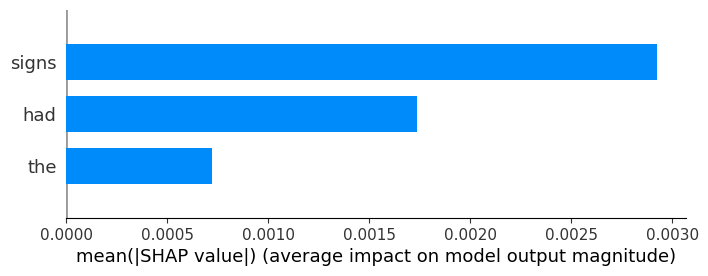 signs
had
the
0.0000 0.0005 0.0010 0.0015 0.0020 0.0025 0.0030
mean(|SHAP value|) (average impact on model output magnitude)